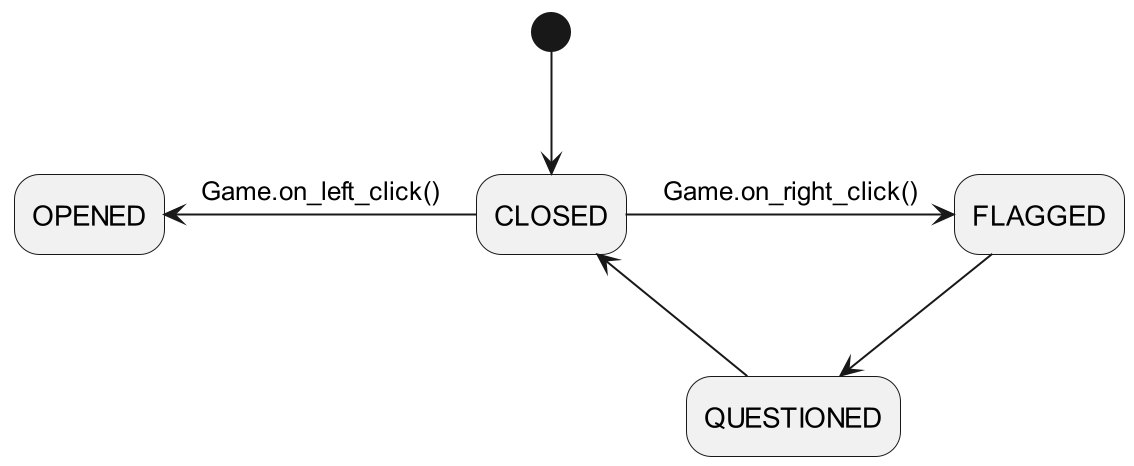 Game.on_left_click()
Game.on_right_click()
OPENED
CLOSED
FLAGGED
QUESTIONED